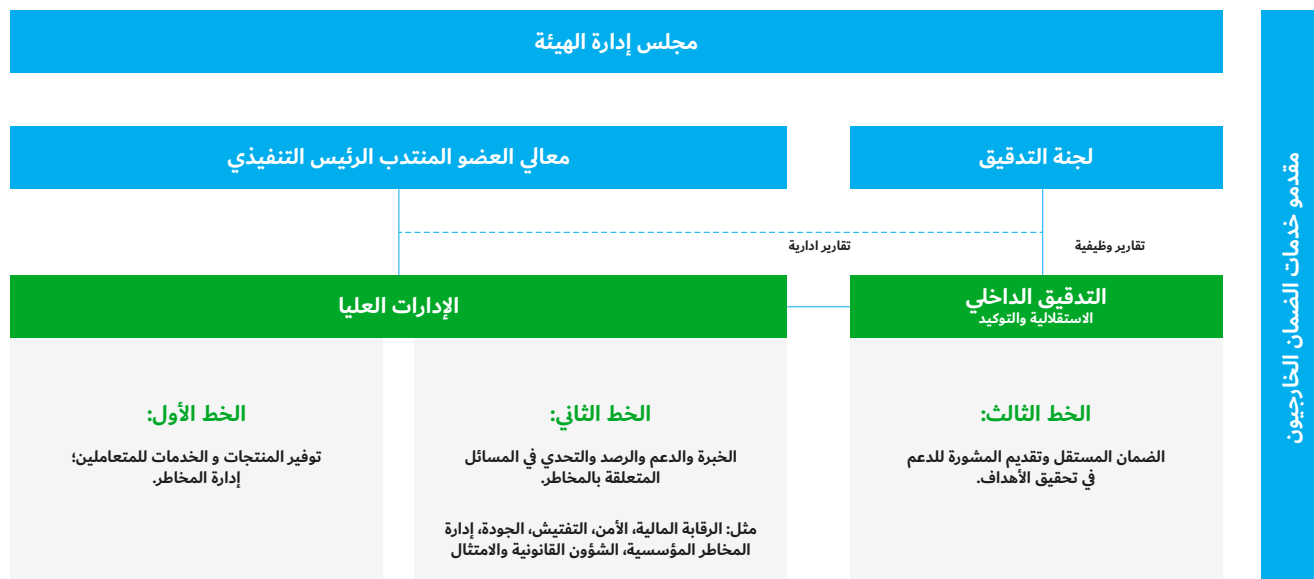 مجلس إدارة الهيئة
لجنة التدقيق
معالي العضو المنتدب الرئيس التنفيذي
تقارير وظيفية
تقارير ادارية
التدقيق الداخلي
الاستقلالية والتوكيد
الإدارات العليا
الخط الثالث:
الضمان المستقل وتقديم المشورة للدعم
في تحقيق الأهداف.
الخط الثاني:
الخبرة والدعم والرصد والتحدي في المسائل
المتعلقة بالمخاطر.
مثل: الرقابة المالية، الأمن، التفتيش، الجودة، إدارة
المخاطر المؤسسية، الشؤون القانونية والامتثال
الخط الأول:
توفير المنتجات و الخدمات للمتعاملين؛
إدارة المخاطر.
مقدمو خدمات الضمان الخارجيون